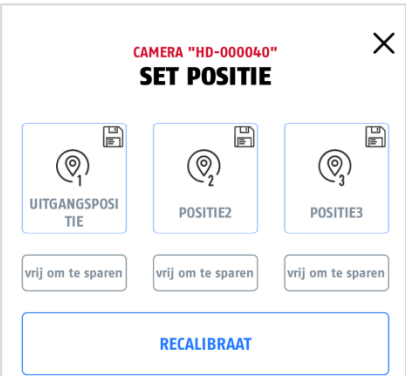 CAMERA "HD-000040"
SET POSITIE
1
2
3
UITGANGSPOSI
TIE
POSITIE2
POSITIE3
vrij om te sparen
vrij om te sparen
vrij om te sparen
RECALIBRAAT